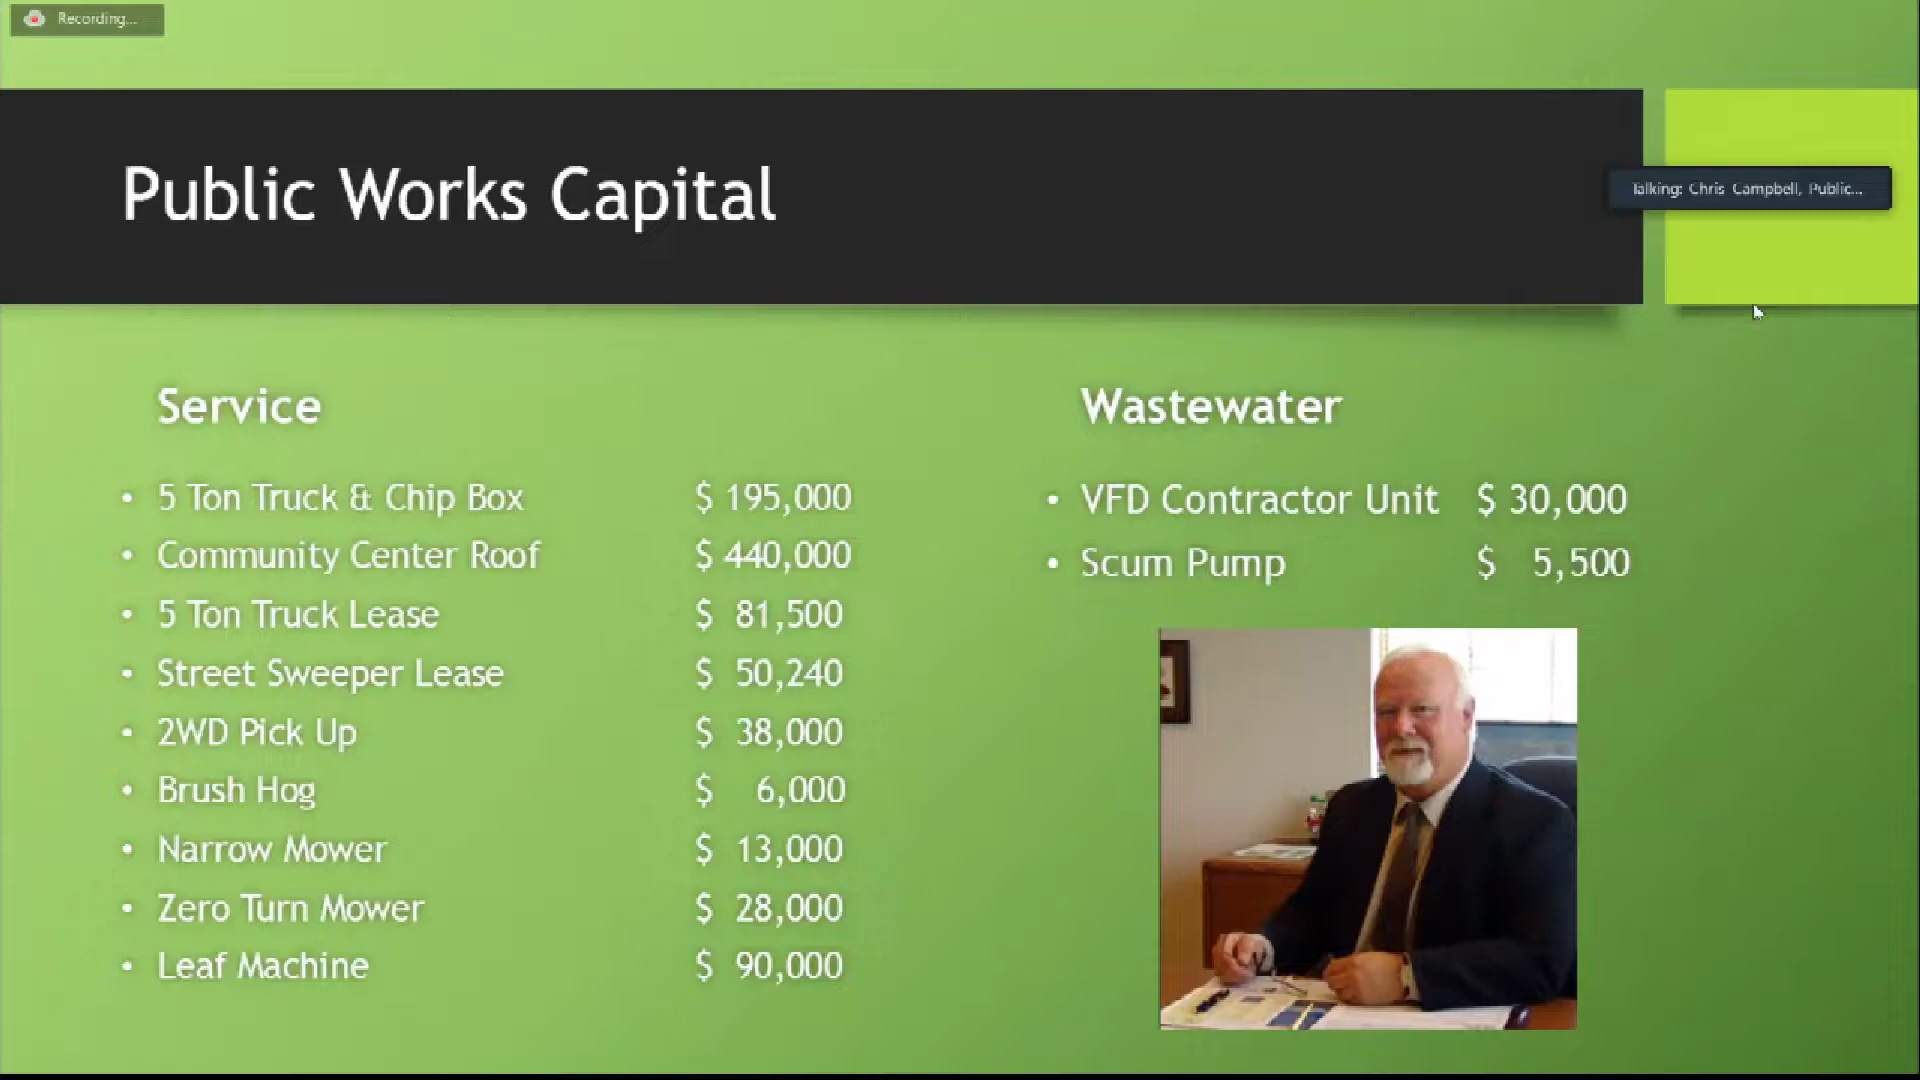 Recording...
Public Works Capital
Talking: Chris Campbell, Public...
Service
• 5 Ton Truck & Chip Box $ 195,000
• Community Center Roof $ 440,000
• 5 Ton Truck Lease $ 81,500
• Street Sweeper Lease $ 50,240
• 2WD Pick Up $ 38,000
• Brush Hog $ 6,000
• Narrow Mower $ 13,000
• Zero Turn Mower $ 28,000
• Leaf Machine $ 90,000
Wastewater
• VFD Contractor Unit $ 30,000
• Scum Pump $ 5,500